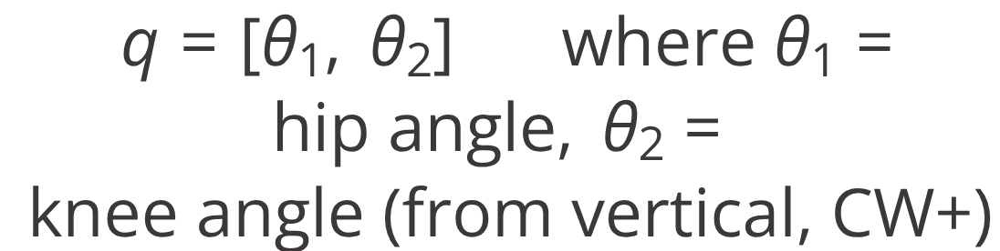 q = [θ₁, θ₂]  where θ₁ =
hip angle, θ₂ =
knee angle (from vertical, CW+)